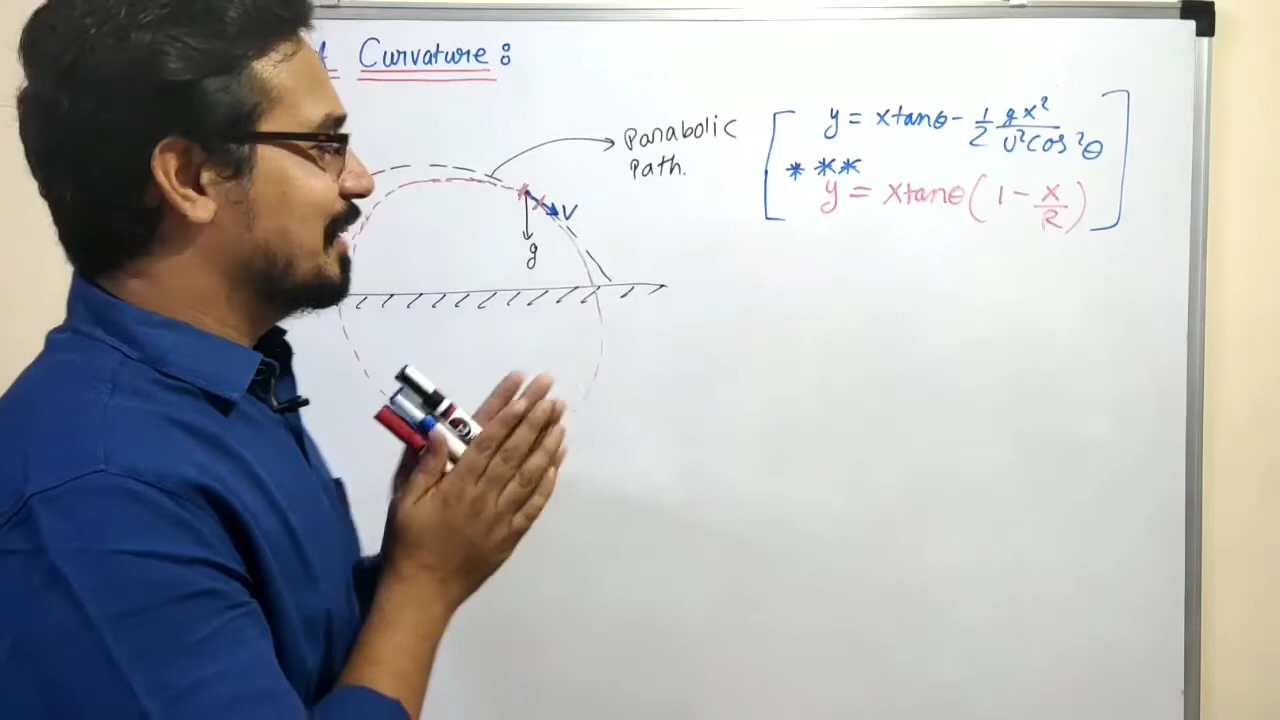 Curvature:
Parabolic
Path.
y = xtanθ - 1/2 gx²/U²cos²θ
***
y = xtanθ(1 - x/R)
V
g